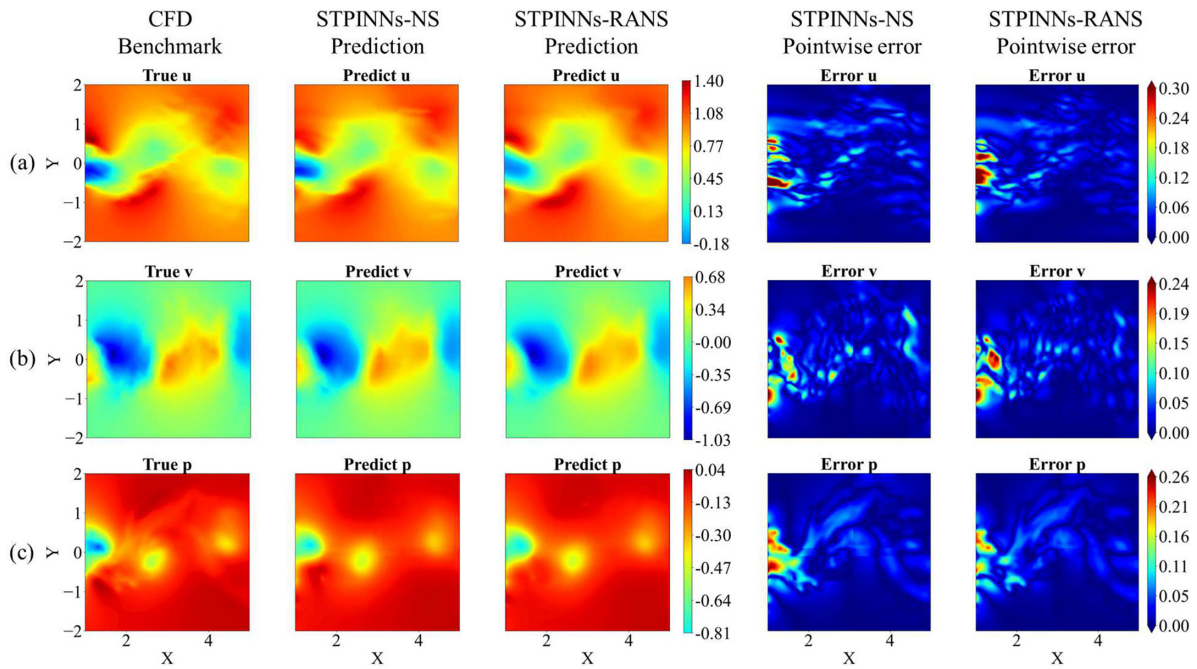 CFD
Benchmark
STPINNs-NS
Prediction
STPINNs-RANS
Prediction
STPINNs-NS
Pointwise error
STPINNs-RANS
Pointwise error
True u
Predict u
Predict u
Error u
Error u
(a)
Y
2
1
0
−1
−2
1.40
1.08
0.77
0.45
0.13
-0.18
0.30
0.24
0.18
0.12
0.06
0.00
True v
Predict v
Predict v
Error v
Error v
(b)
Y
2
1
0
−1
−2
0.68
0.34
-0.00
-0.35
-0.69
-1.03
0.24
0.20
0.15
0.10
0.05
0.00
True p
Predict p
Predict p
Error p
Error p
(c)
Y
2
1
0
−1
−2
0.04
-0.13
-0.30
-0.47
-0.64
-0.81
0.26
0.21
0.16
0.11
0.05
0.00
2 4
2 4
2 4
2 4
2 4
X
X
X
X
X